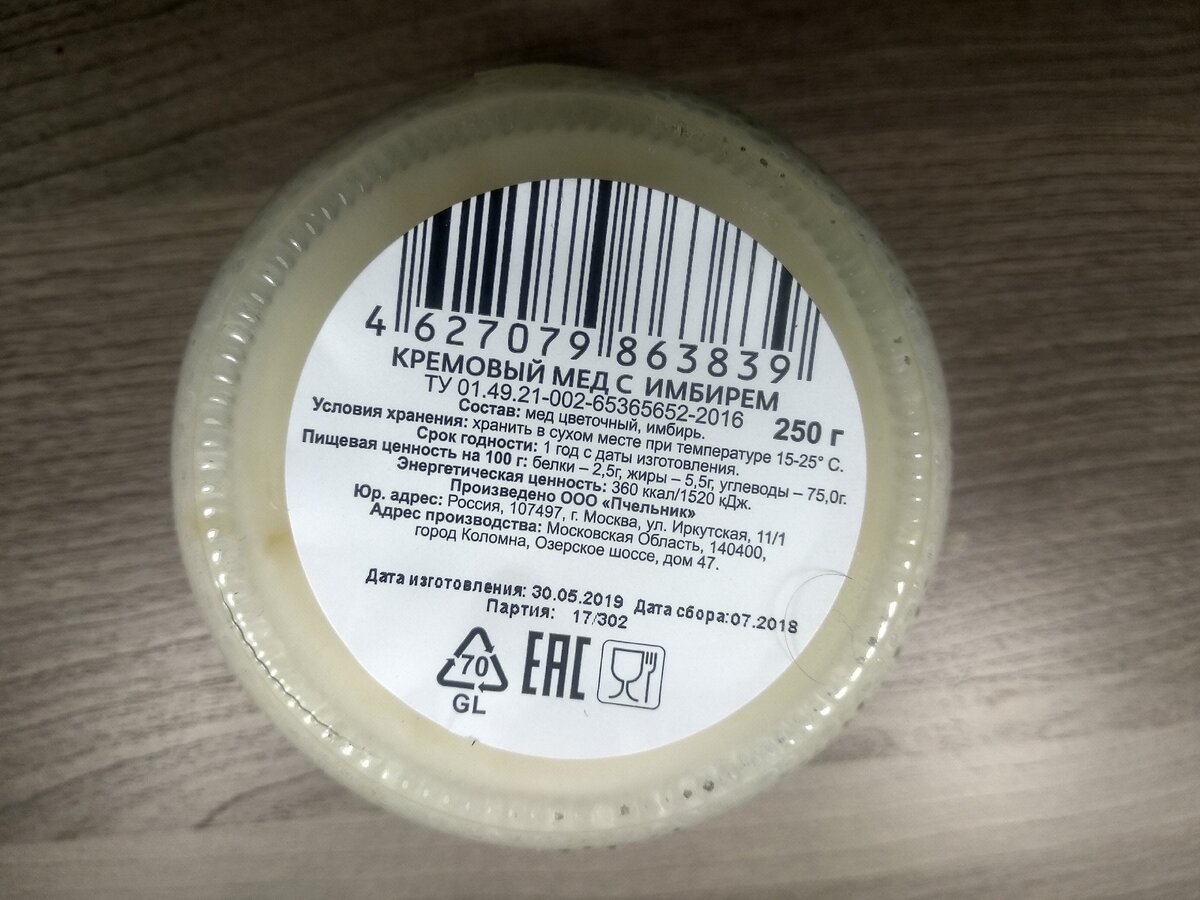 4 627079 863839
КРЕМОВЫЙ МЕД С ИМБИРЕМ
ТУ 01.49.21-002-65365652-2016
Состав: мед цветочный, имбирь.
250 г
Условия хранения: хранить в сухом месте при температуре 15-25° С.
Срок годности: 1 год с даты изготовления.
Пищевая ценность на 100 г: белки – 2,5г, жиры – 5,5г, углеводы – 75,0г.
Энергетическая ценность: 360 ккал/1520 кДж.
Произведено ООО «Пчельник»
Юр. адрес: Россия, 107497, г. Москва, ул. Иркутская, 11/1
Адрес производства: Московская Область, 140400,
город Коломна, Озерское шоссе, дом 47.
Дата изготовления: 30.05.2019 Дата сбора:07.2018
Партия: 17/302
70
GL
EAC